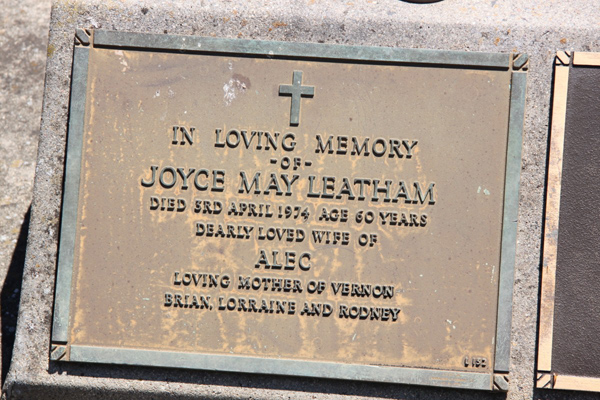 IN LOVING MEMORY
-OF-
JOYCE MAY LEATHAM
DIED 3RD APRIL 1974 AGE 60 YEARS
DEARLY LOVED WIFE OF
ALEC
LOVING MOTHER OF VERNON
BRIAN, LORRAINE AND RODNEY